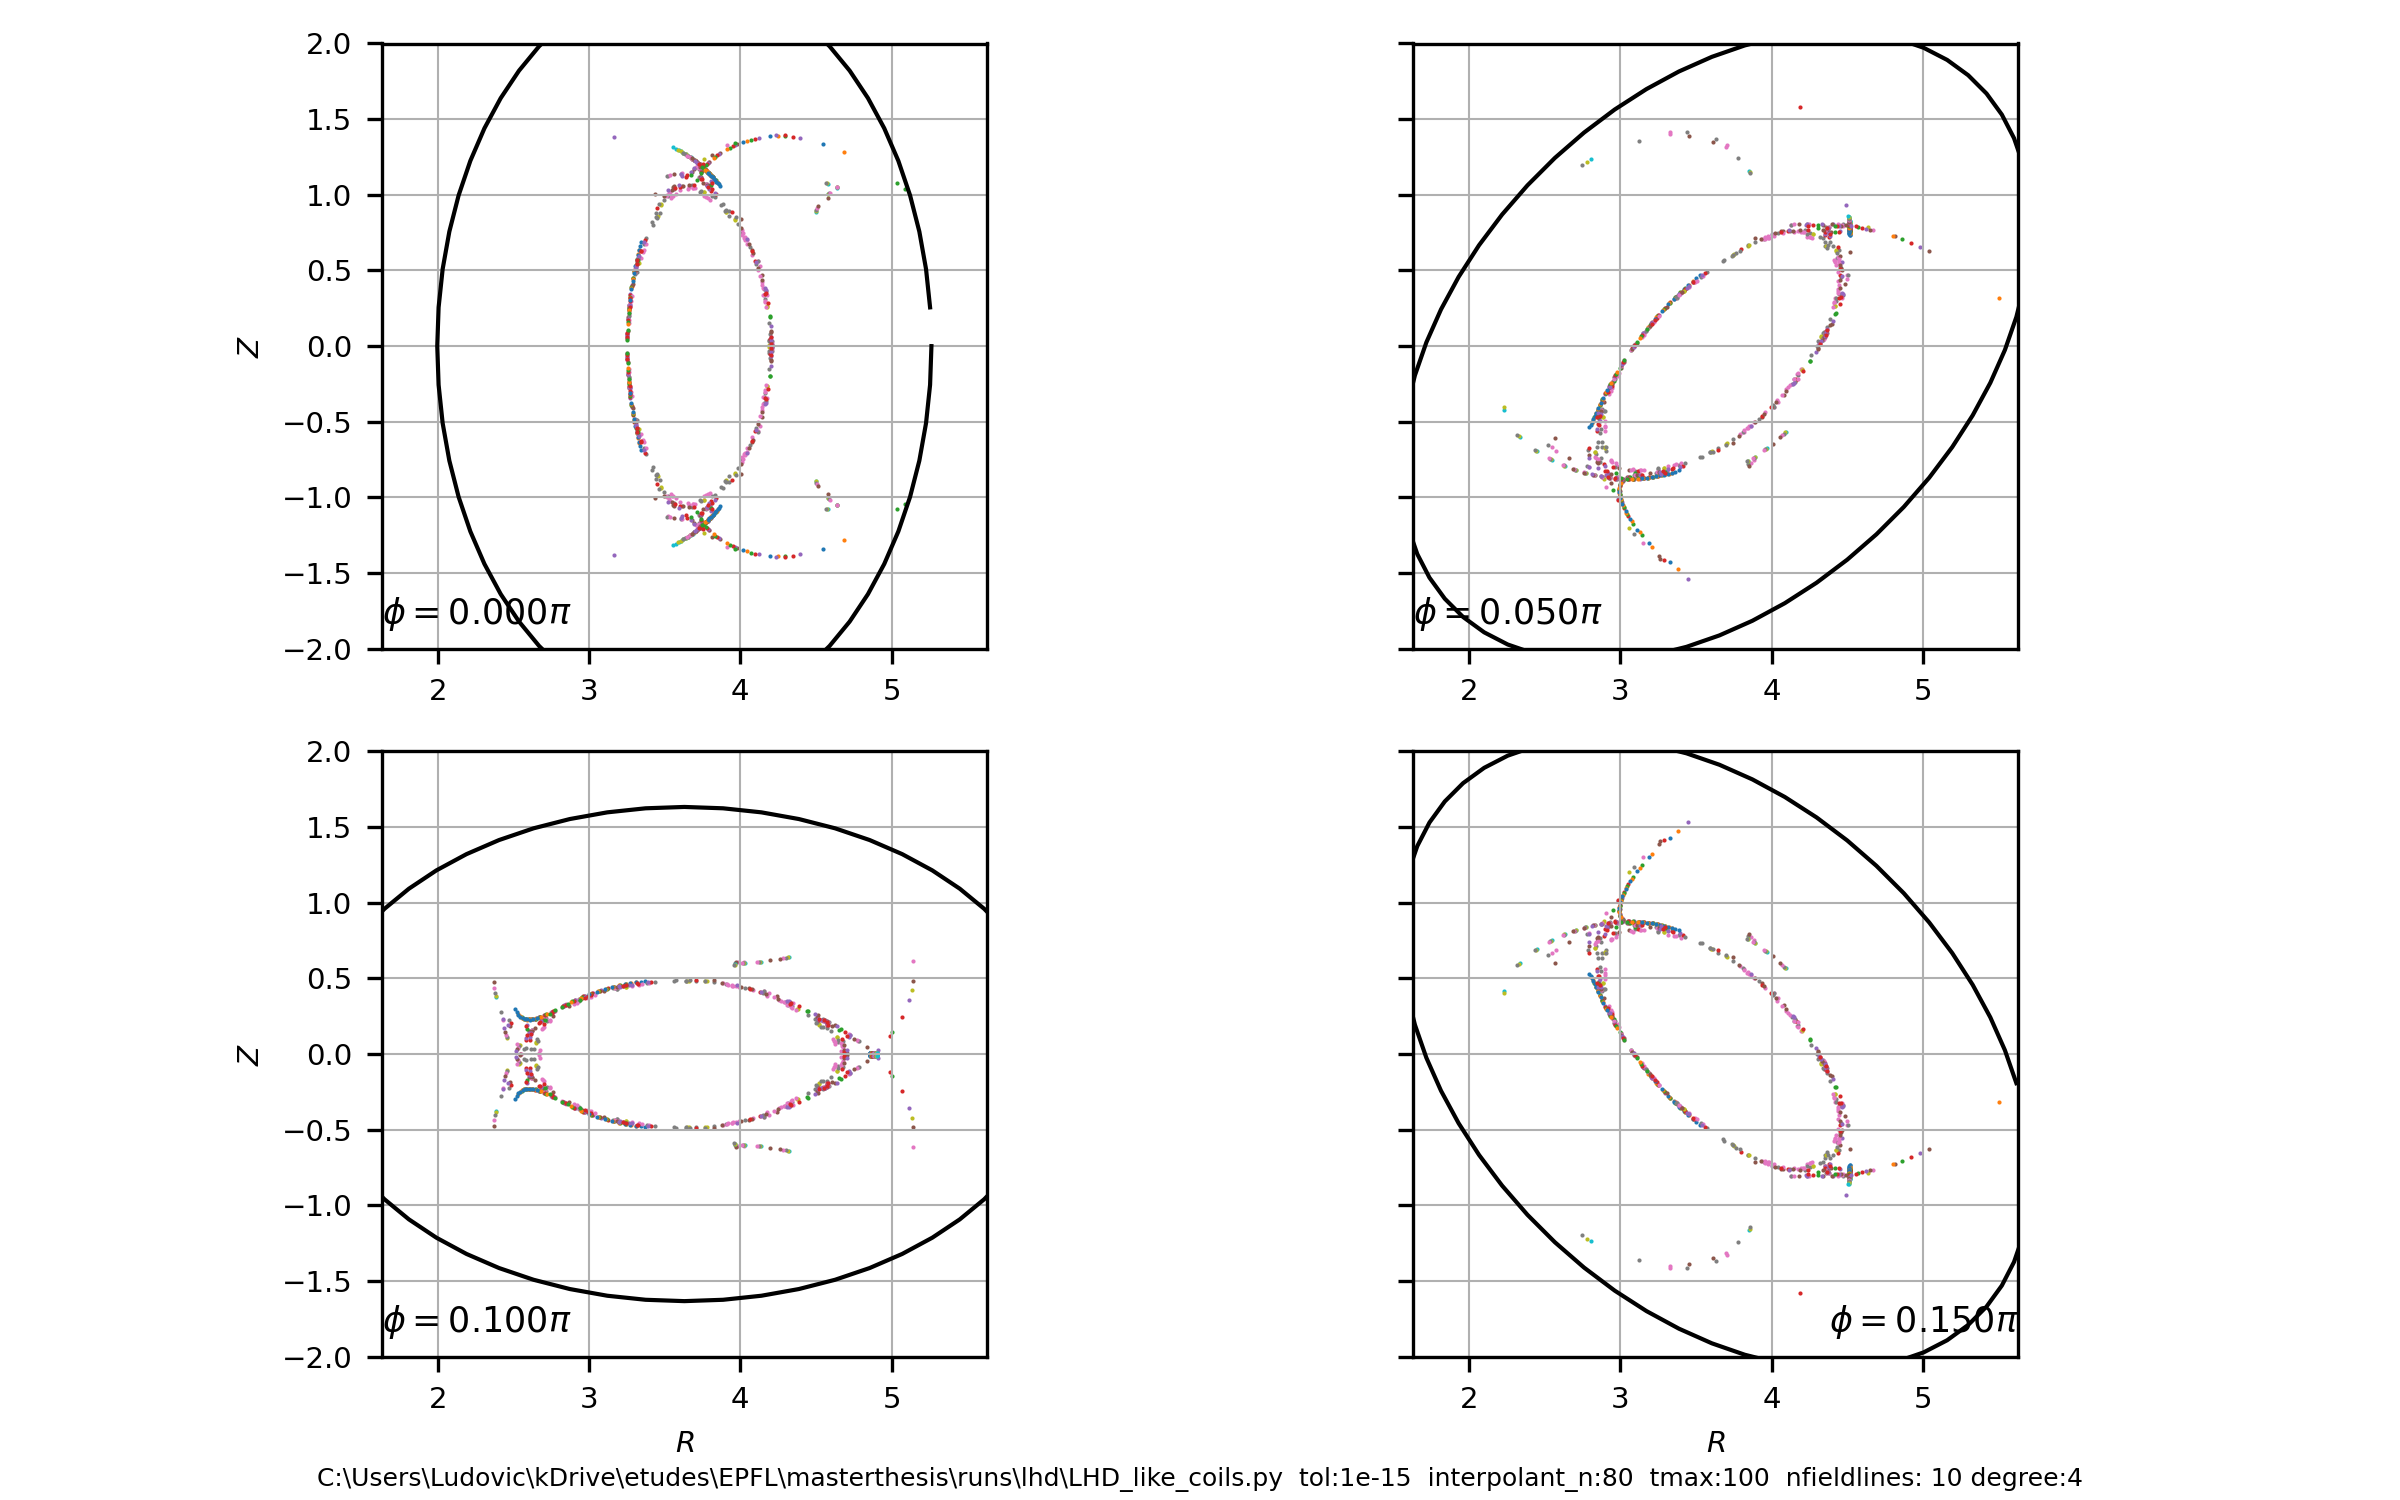 2.0
1.5
1.0
0.5
0.0
−0.5
−1.0
−1.5
−2.0
Z
ϕ = 0.000π
2 3 4 5
ϕ = 0.050π
2 3 4 5
2.0
1.5
1.0
0.5
0.0
−0.5
−1.0
−1.5
−2.0
Z
ϕ = 0.100π
2 3 4 5
R
ϕ = 0.150π
2 3 4 5
R
C:\Users\Ludovic\kDrive\etudes\EPFL\masterthesis\runs\lhd\LHD_like_coils.py  tol:1e-15  interpolant_n:80  tmax:100  nfieldlines: 10 degree:4